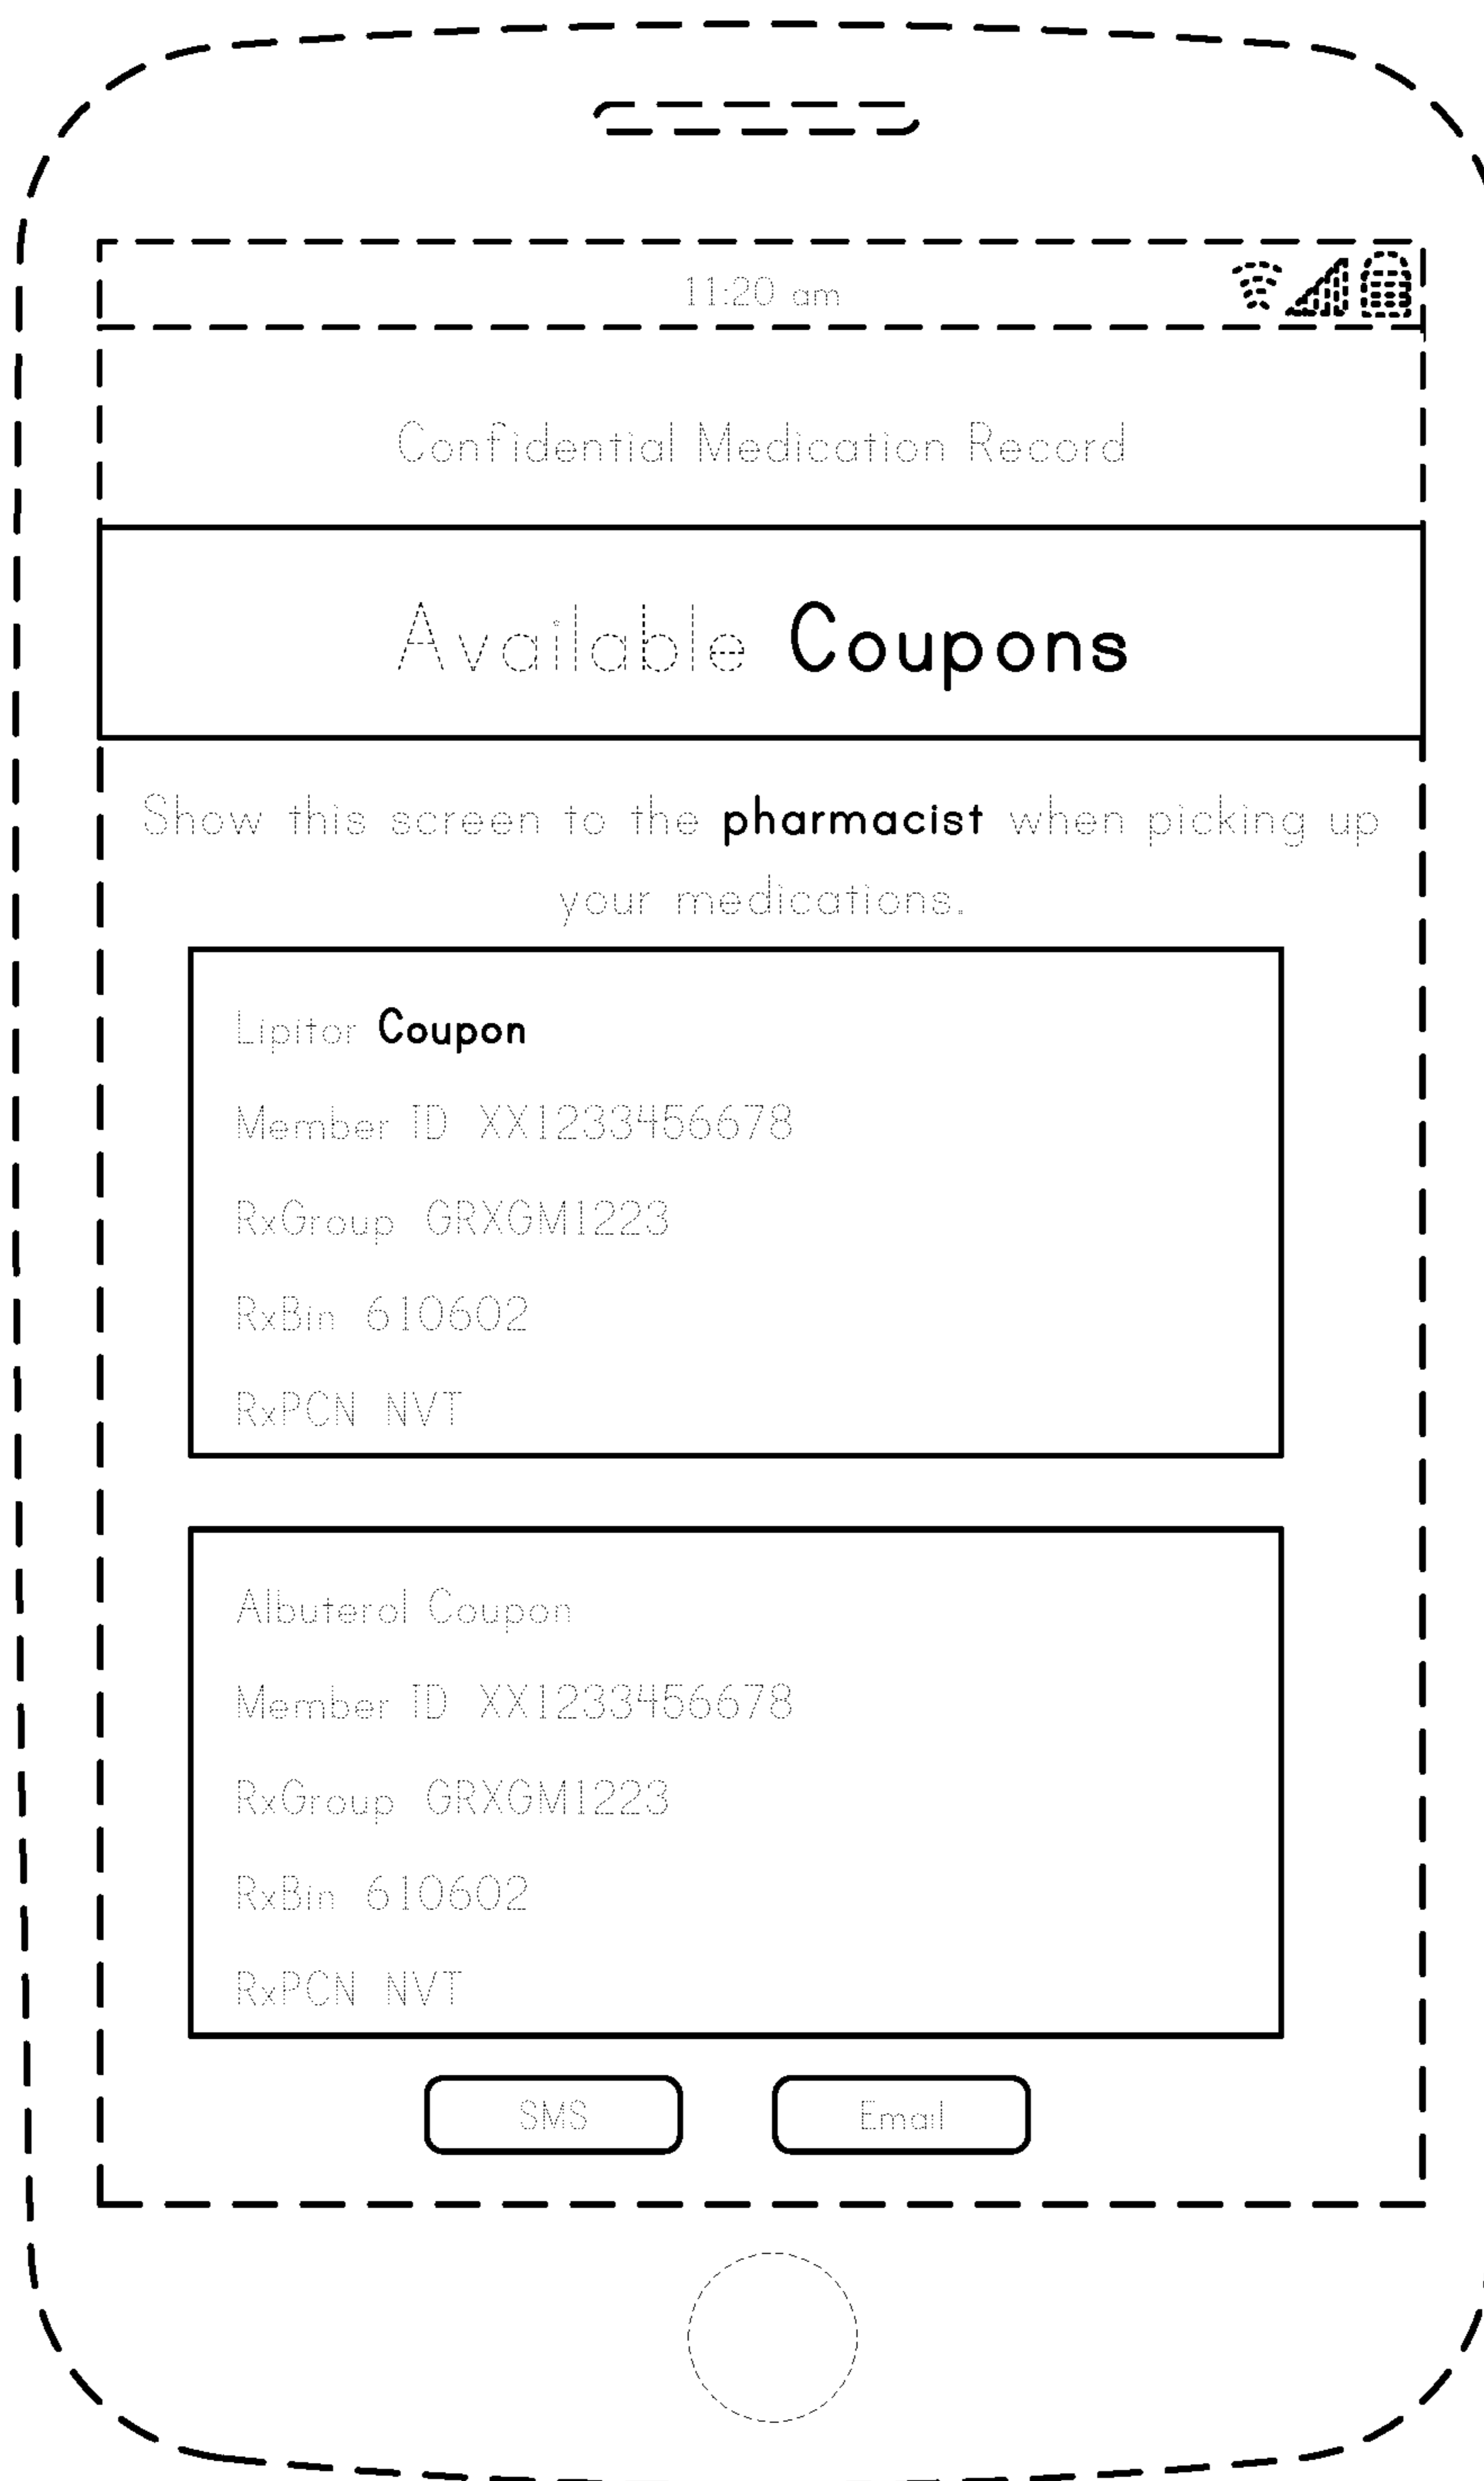 11:20 am
Confidential Medication Record
Available Coupons
Show this screen to the pharmacist when picking up
your medications.
Lipitor Coupon
Member ID XX1233456678
RxGroup GRXGM1223
RxBin 610602
RxPCN NVT
Albuterol Coupon
Member ID XX1233456678
RxGroup GRXGM1223
RxBin 610602
RxPCN NVT
SMS Email